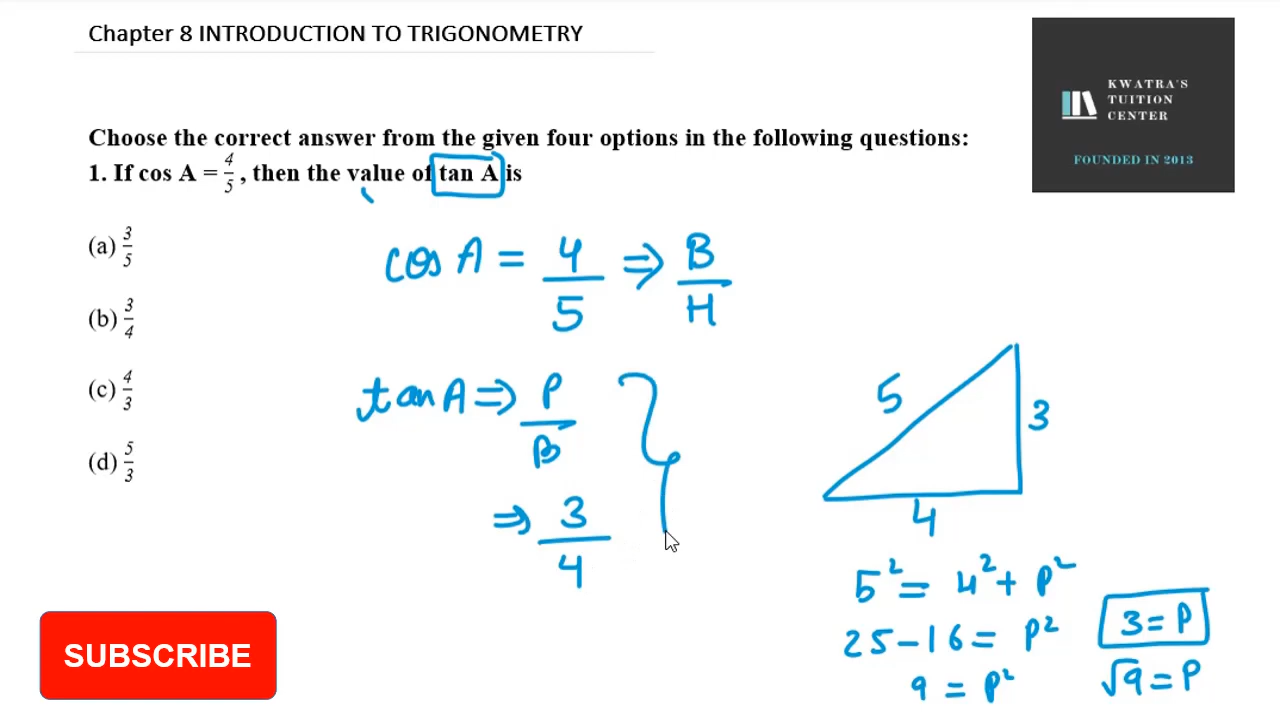 Chapter 8 INTRODUCTION TO TRIGONOMETRY
KWATRA'S
TUITION
CENTER
FOUNDED IN 2013
Choose the correct answer from the given four options in the following questions:
1. If cos A = 4/5, then the value of tan A is
(a) 3/5
(b) 3/4
(c) 4/3
(d) 5/3
cos A = 4/5 ⇒ B/H
tan A ⇒ P/B
⇒ 3/4
5
3
4
5² = 4² + P²
25 - 16 = P²
9 = P²
3 = P
√9 = P
SUBSCRIBE